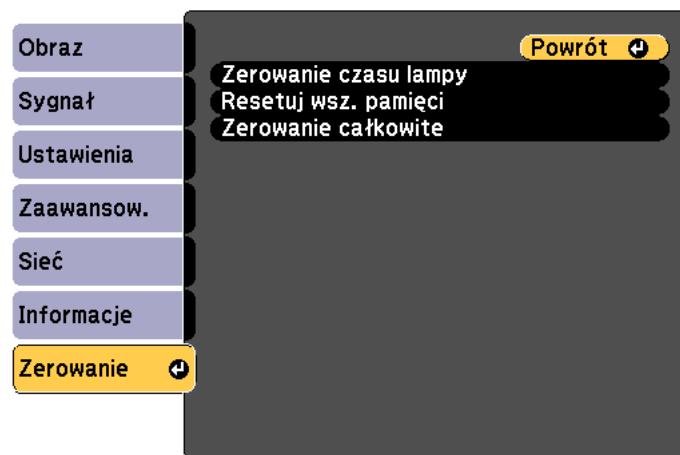 Obraz
Sygnał
Ustawienia
Zaawansow.
Sieć
Informacje
Zerowanie
Powrót
Zerowanie czasu lampy
Resetuj wsz. pamięci
Zerowanie całkowite